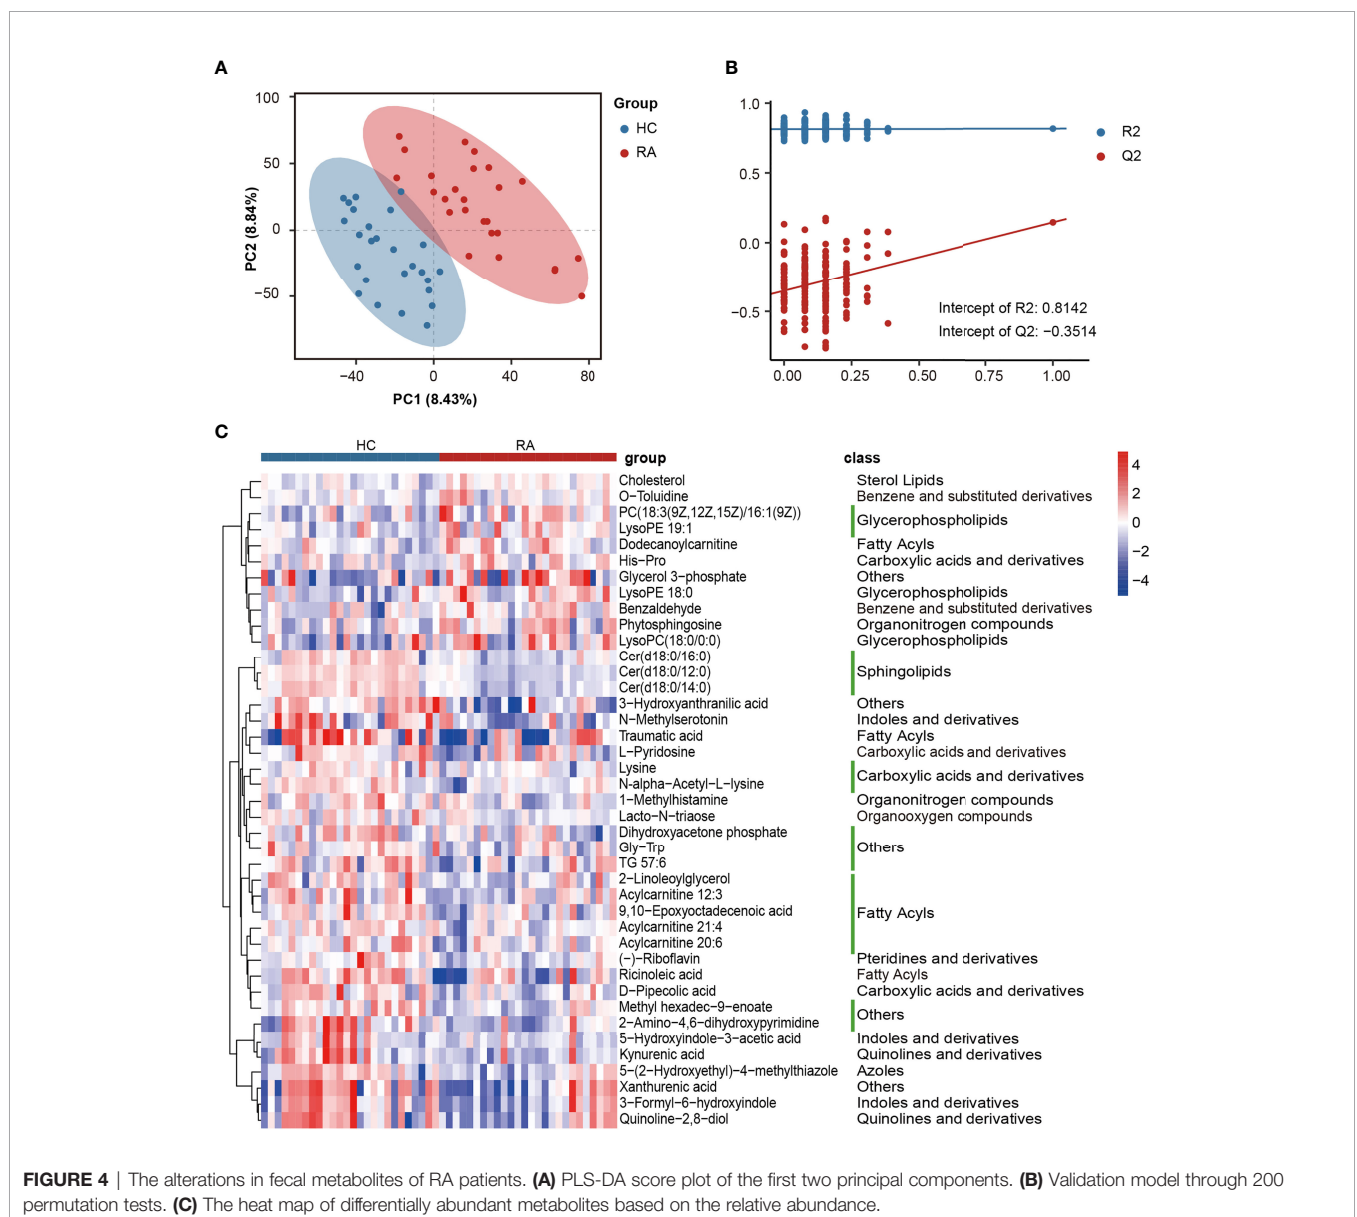 A
100
50
0
−50
PC2 (8.84%)
−40
0
40
80
PC1 (8.43%)
Group
HC
RA
B
1.0
0.5
0.0
−0.5
0.00
0.25
0.50
0.75
1.00
Intercept of R2: 0.8142
Intercept of Q2: −0.3514
R2
Q2
C
HC
RA
group
class
Cholesterol Sterol Lipids
O−Toluidine Benzene and substituted derivatives
PC(18:3(9Z,12Z,15Z)/16:1(9Z))
Glycerophospholipids
LysoPE 19:1
Dodecanoylcarnitine Fatty Acyls
His−Pro Carboxylic acids and derivatives
Glycerol 3−phosphate Others
LysoPE 18:0 Glycerophospholipids
Benzaldehyde Benzene and substituted derivatives
Phytosphingosine Organonitrogen compounds
LysoPC(18:0/0:0) Glycerophospholipids
Cer(d18:0/16:0)
Cer(d18:0/12:0) Sphingolipids
Cer(d18:0/14:0)
3−Hydroxyanthranilic acid Others
N−Methylserotonin Indoles and derivatives
Traumatic acid Fatty Acyls
L−Pyridosine Carboxylic acids and derivatives
Lysine
Carboxylic acids and derivatives
N−alpha−Acetyl−L−lysine
1−Methylhistamine Organonitrogen compounds
Lacto−N−triaose Organooxygen compounds
Dihydroxyacetone phosphate
Gly−Trp Others
TG 57:6
2−Linoleoylglycerol
Acylcarnitine 12:3
9,10−Epoxyoctadecenoic acid Fatty Acyls
Acylcarnitine 21:4
Acylcarnitine 20:6
(−)−Riboflavin Pteridines and derivatives
Ricinoleic acid Fatty Acyls
D−Pipecolic acid Carboxylic acids and derivatives
Methyl hexadec−9−enoate
Others
2−Amino−4,6−dihydroxypyrimidine
5−Hydroxyindole−3−acetic acid Indoles and derivatives
Kynurenic acid Quinolines and derivatives
5−(2−Hydroxyethyl)−4−methylthiazole Azoles
Xanthurenic acid Others
3−Formyl−6−hydroxyindole Indoles and derivatives
Quinoline−2,8−diol Quinolines and derivatives
4
2
0
−2
−4
FIGURE 4 | The alterations in fecal metabolites of RA patients. (A) PLS-DA score plot of the first two principal components. (B) Validation model through 200
permutation tests. (C) The heat map of differentially abundant metabolites based on the relative abundance.